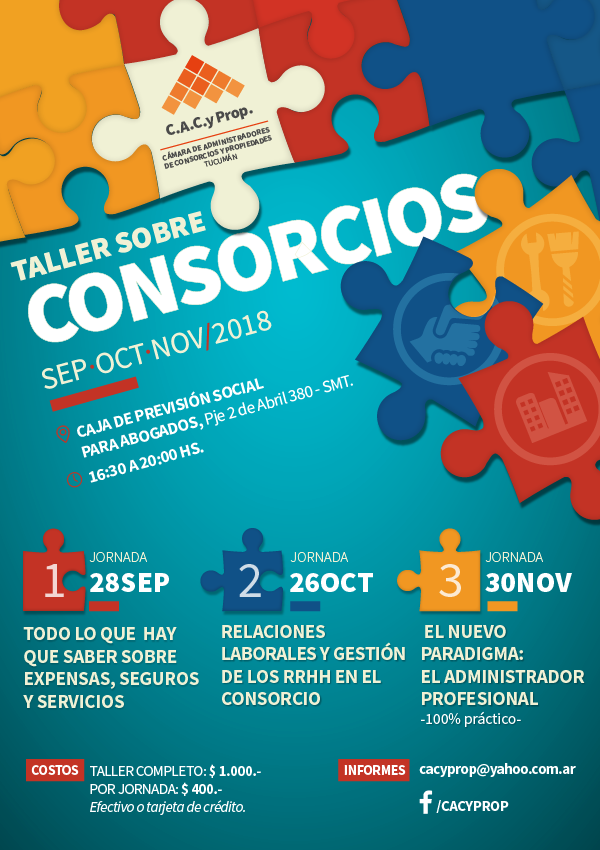 C.A.C.y Prop.
CÁMARA DE ADMINISTRADORES
DE CONSORCIOS Y PROPIEDADES
TUCUMÁN
TALLER SOBRE
CONSORCIOS
SEP·OCT·NOV/2018
CAJA DE PREVISIÓN SOCIAL
PARA ABOGADOS, Pje 2 de Abril 380 - SMT.
16:30 A 20:00 HS.
1
JORNADA
28SEP
TODO LO QUE HAY
QUE SABER SOBRE
EXPENSAS, SEGUROS
Y SERVICIOS
2
JORNADA
26OCT
RELACIONES
LABORALES Y GESTIÓN
DE LOS RRHH EN EL
CONSORCIO
3
JORNADA
30NOV
EL NUEVO
PARADIGMA:
EL ADMINISTRADOR
PROFESIONAL
-100% práctico-
COSTOS TALLER COMPLETO: $ 1.000.-
POR JORNADA: $ 400.-
Efectivo o tarjeta de crédito.
INFORMES cacyprop@yahoo.com.ar
f /CACYPROP